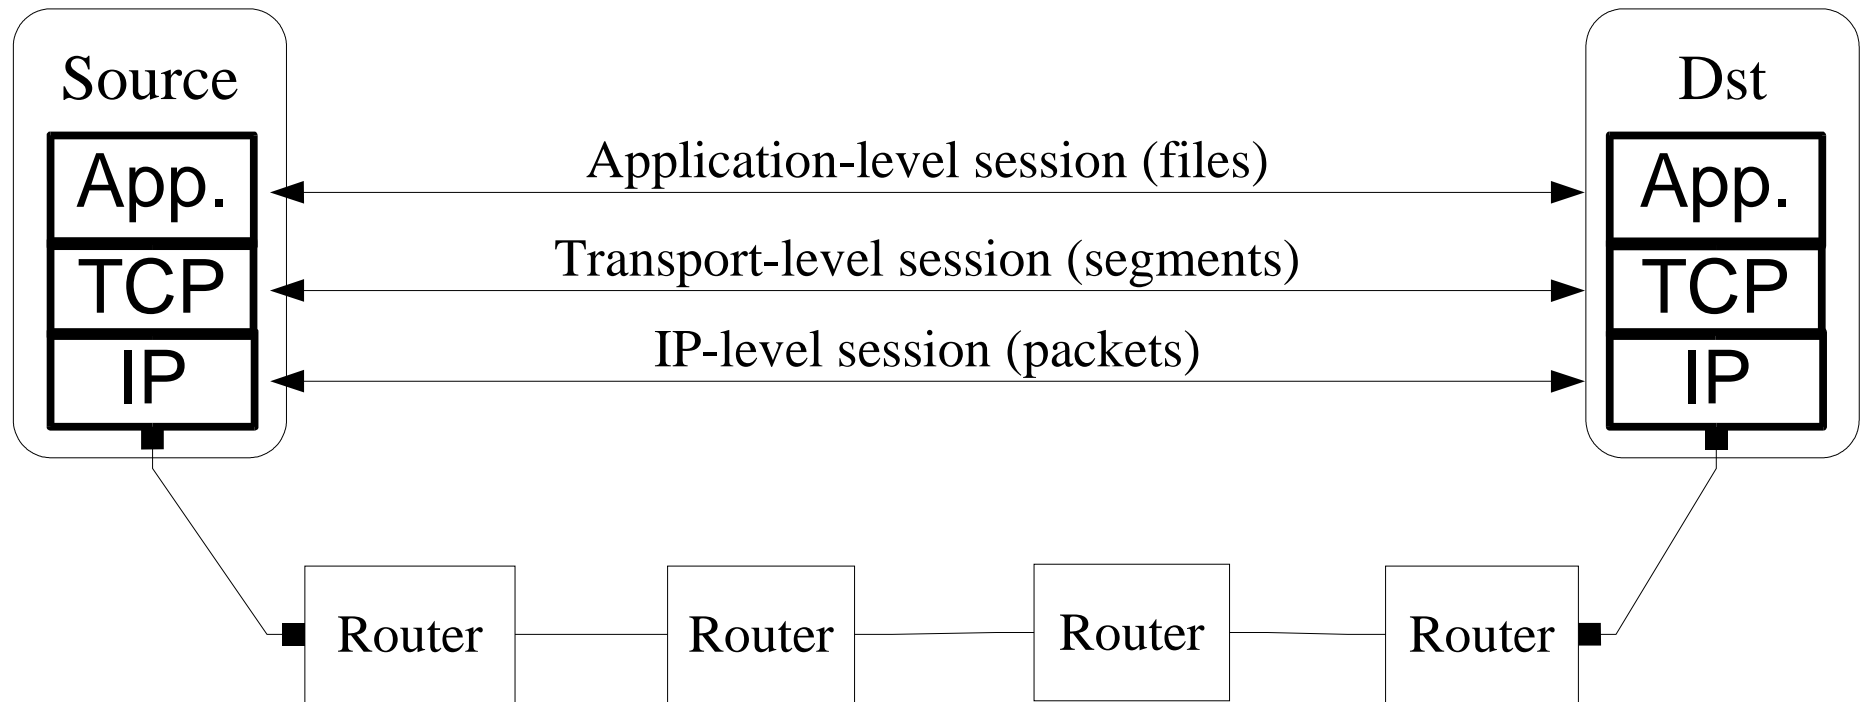 Source
Dst
App.
Application-level session (files)
App.
TCP
Transport-level session (segments)
TCP
IP
IP-level session (packets)
IP
Router
Router
Router
Router